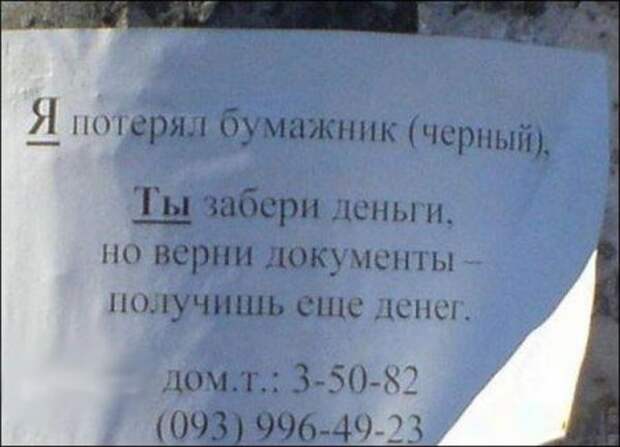 Я потерял бумажник (черный),
Ты забери деньги,
но верни документы –
получишь еще денег.
дом.т.: 3-50-82
(093) 996-49-23